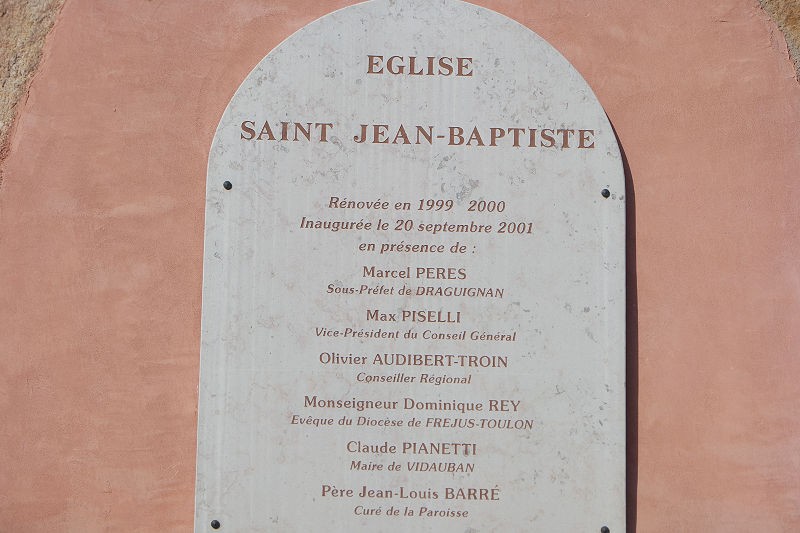 EGLISE
SAINT JEAN-BAPTISTE
Rénovée en 1999 2000
Inaugurée le 20 septembre 2001
en présence de :
Marcel PERES
Sous-Préfet de DRAGUIGNAN
Max PISELLI
Vice-Président du Conseil Général
Olivier AUDIBERT-TROIN
Conseiller Régional
Monseigneur Dominique REY
Evêque du Diocèse de FREJUS-TOULON
Claude PIANETTI
Maire de VIDAUBAN
Père Jean-Louis BARRÉ
Curé de la Paroisse